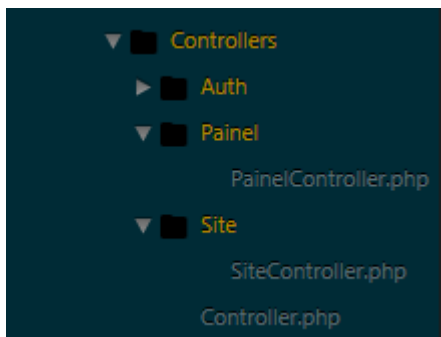 Controllers
Auth
Painel
PainelController.php
Site
SiteController.php
Controller.php